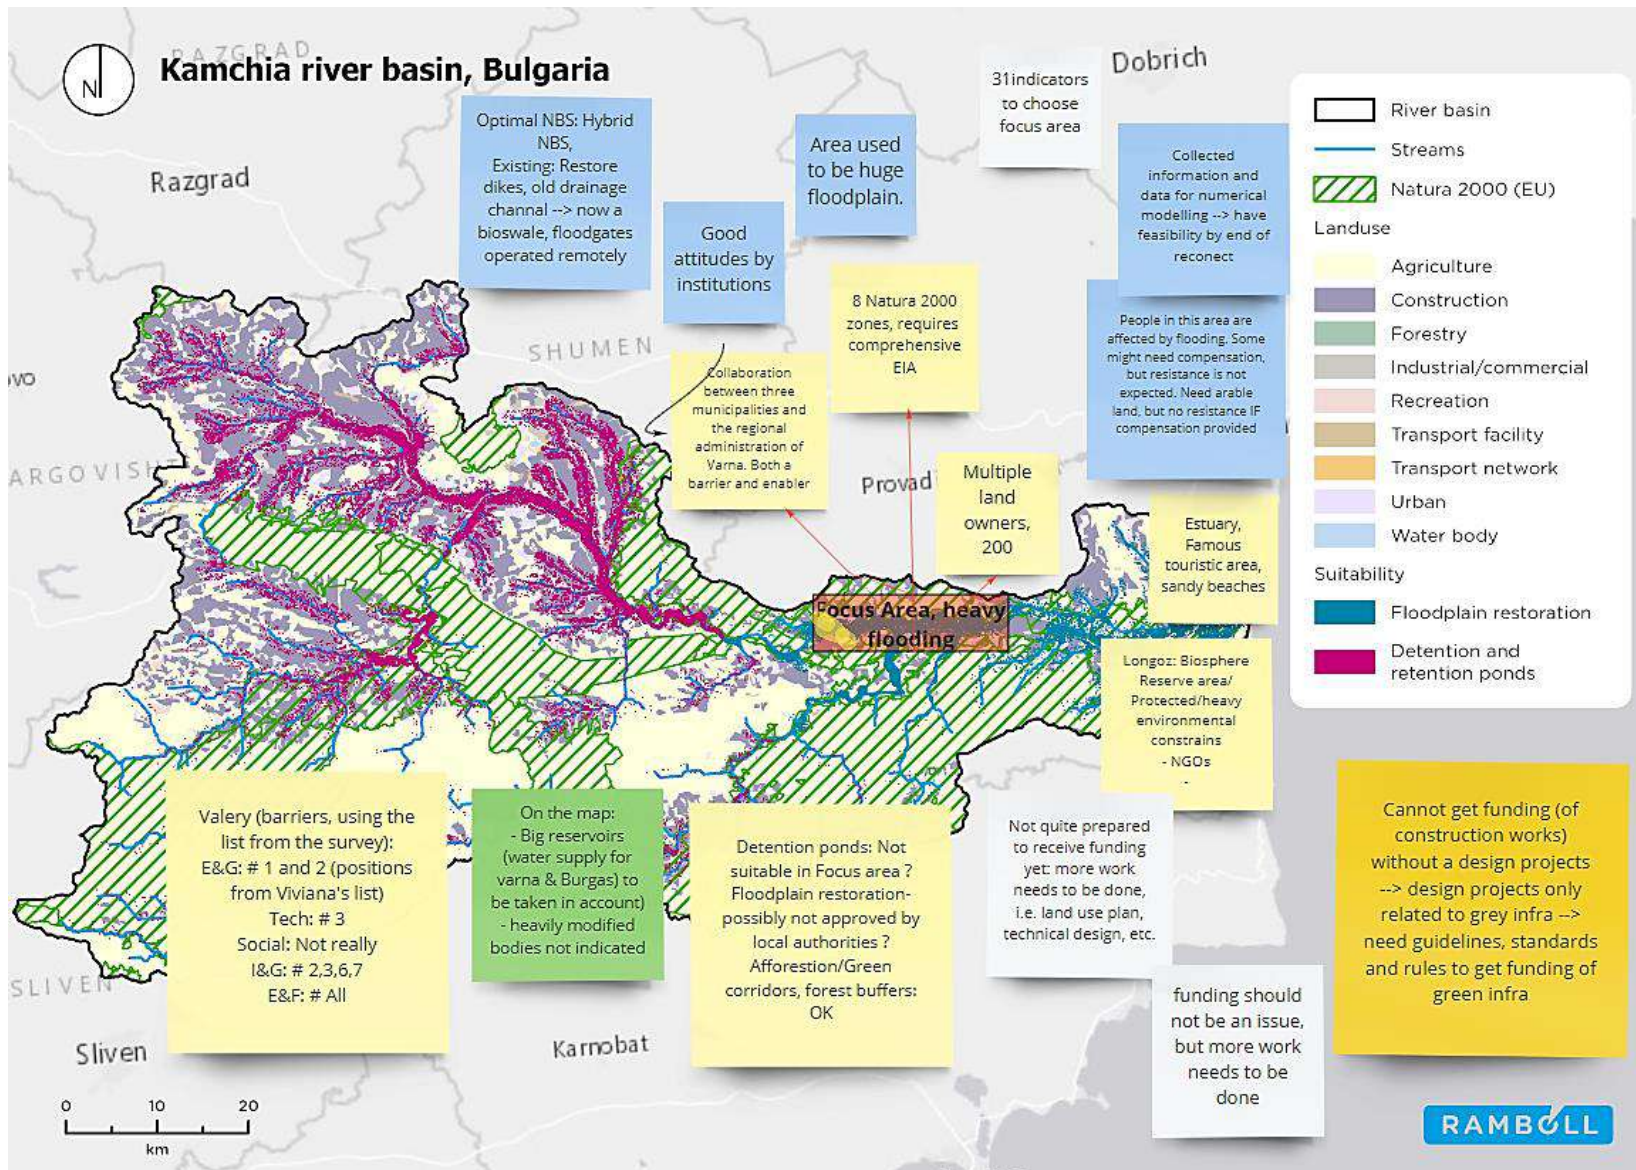 RAZGRAD
Kamchia river basin, Bulgaria
N
Razgrad
Dobrich
Optimal NBS: Hybrid
NBS,
Existing: Restore
dikes, old drainage
channal --> now a
bioswale, floodgates
operated remotely
Good
attitudes by
institutions
Area used
to be huge
floodplain.
31indicators
to choose
focus area
Collected
information and
data for numerical
modelling --> have
feasibility by end of
reconect
8 Natura 2000
zones, requires
comprehensive
EIA
People in this area are
affected by flooding. Some
might need compensation,
but resistance is not
expected. Need arable
land, but no resistance IF
compensation provided
SHUMEN
Collaboration
between three
municipalities and
the regional
administration of
Varna. Both a
barrier and enabler
Multiple
land
owners,
200
Provad
Estuary,
Famous
touristic area,
sandy beaches
Focus Area, heavy
flooding
Longoz: Biosphere
Reserve area/
Protected/heavy
environmental
constrains
- NGOs
-
ovo
ARGOVISHT
River basin
Streams
Natura 2000 (EU)
Landuse
Agriculture
Construction
Forestry
Industrial/commercial
Recreation
Transport facility
Transport network
Urban
Water body
Suitability
Floodplain restoration
Detention and
retention ponds
Valery (barriers, using the
list from the survey):
E&G: # 1 and 2 (positions
from Viviana's list)
Tech: # 3
Social: Not really
I&G: # 2,3,6,7
E&F: # All
On the map:
- Big reservoirs
(water supply for
varna & Burgas) to
be taken in account)
- heavily modified
bodies not indicated
Detention ponds: Not
suitable in Focus area ?
Floodplain restoration-
possibly not approved by
local authorities ?
Afforestion/Green
corridors, forest buffers:
OK
Not quite prepared
to receive funding
yet: more work
needs to be done,
i.e. land use plan,
technical design, etc.
funding should
not be an issue,
but more work
needs to be
done
Cannot get funding (of
construction works)
without a design projects
--> design projects only
related to grey infra -->
need guidelines, standards
and rules to get funding of
green infra
SLIVEN
Sliven
Karnobat
0 10 20
km
RAMBOLL